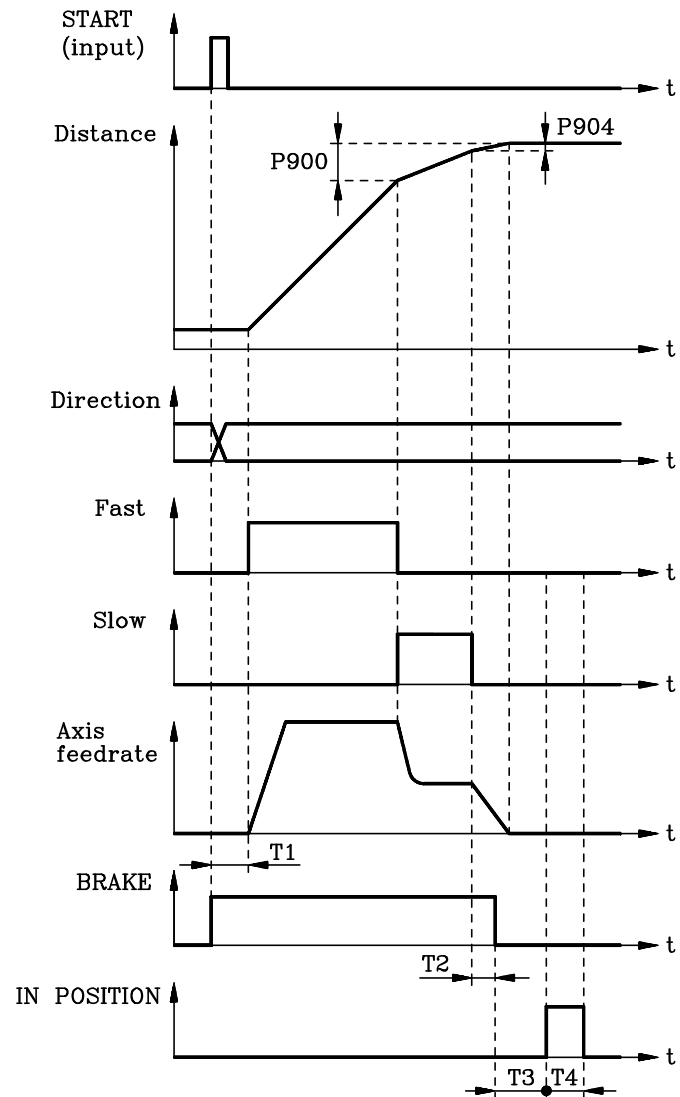 START
(input)
t
Distance
P904
P900
t
Direction
t
Fast
t
Slow
t
Axis
feedrate
t
T1
BRAKE
t
T2
IN POSITION
t
T3 T4